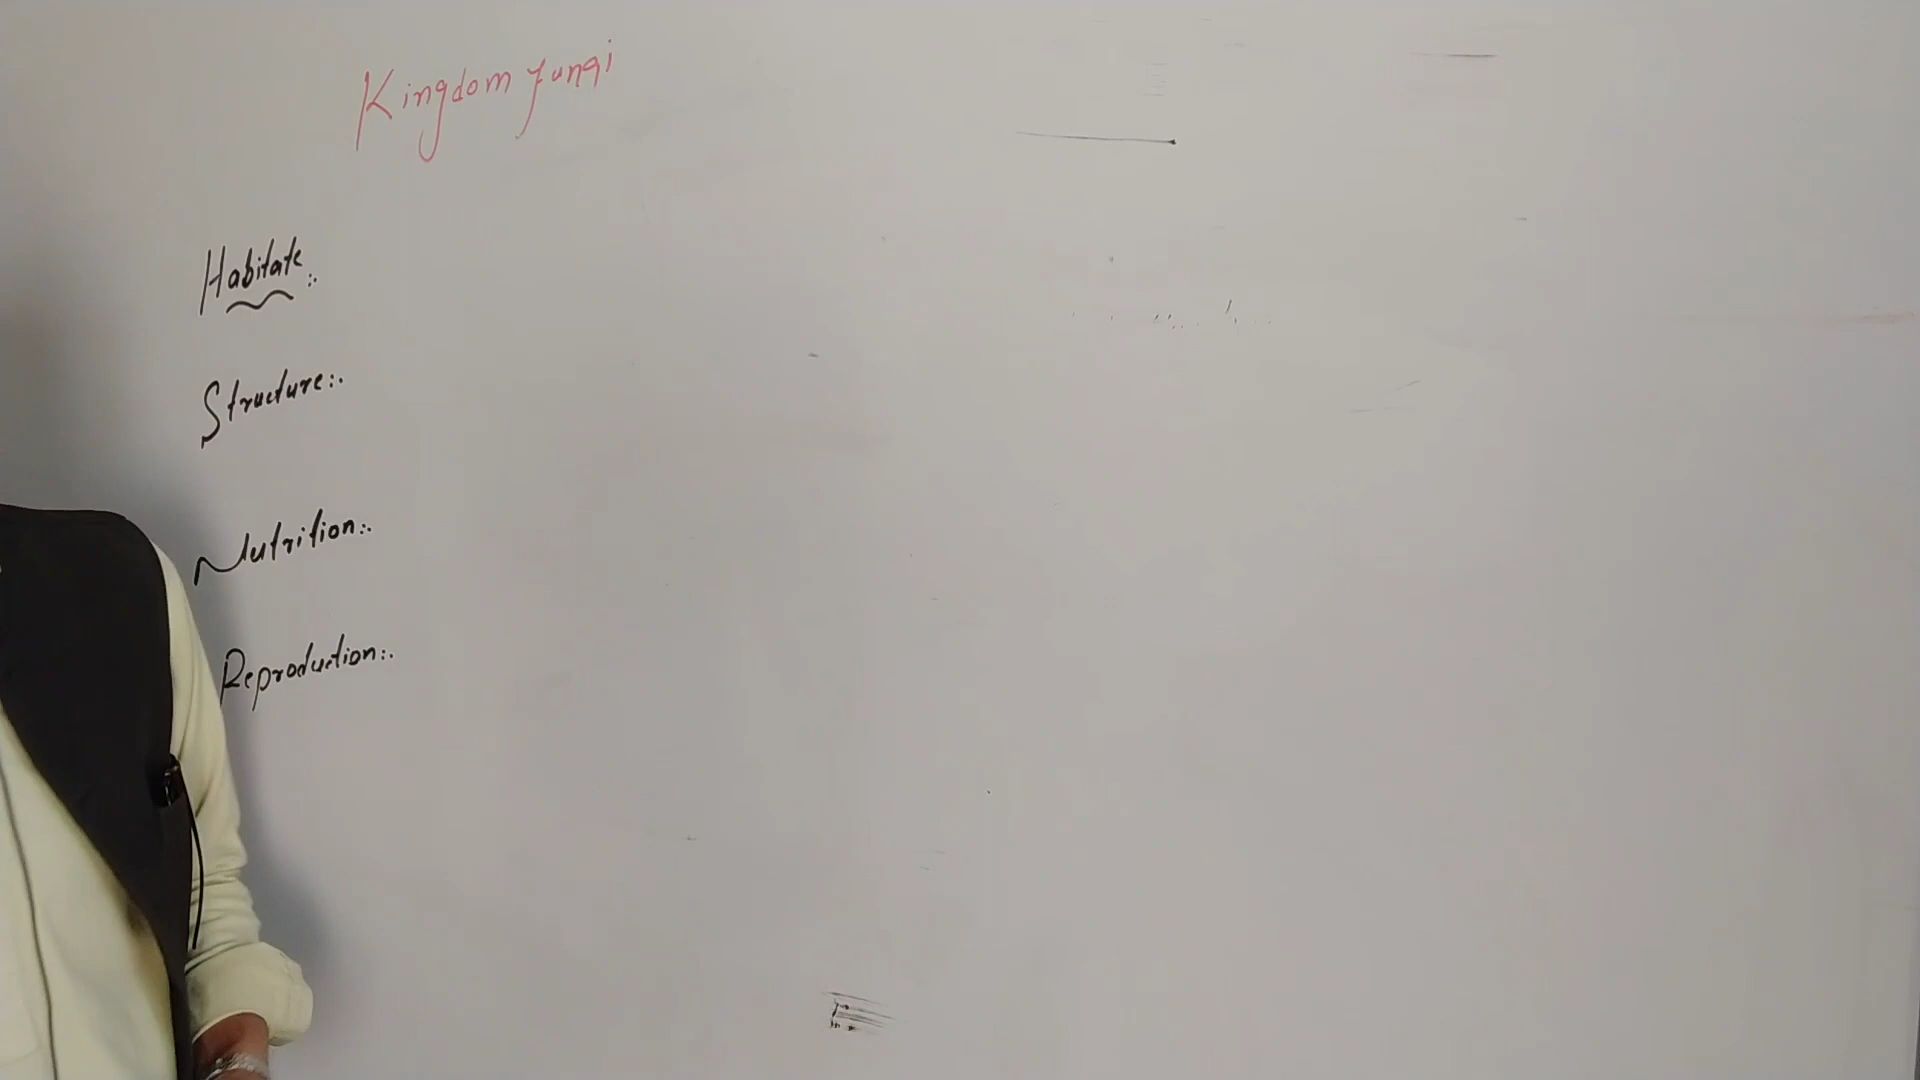 Kingdom fungi
Habitate:.
Structure:.
Nutrition:.
Reproduction:.